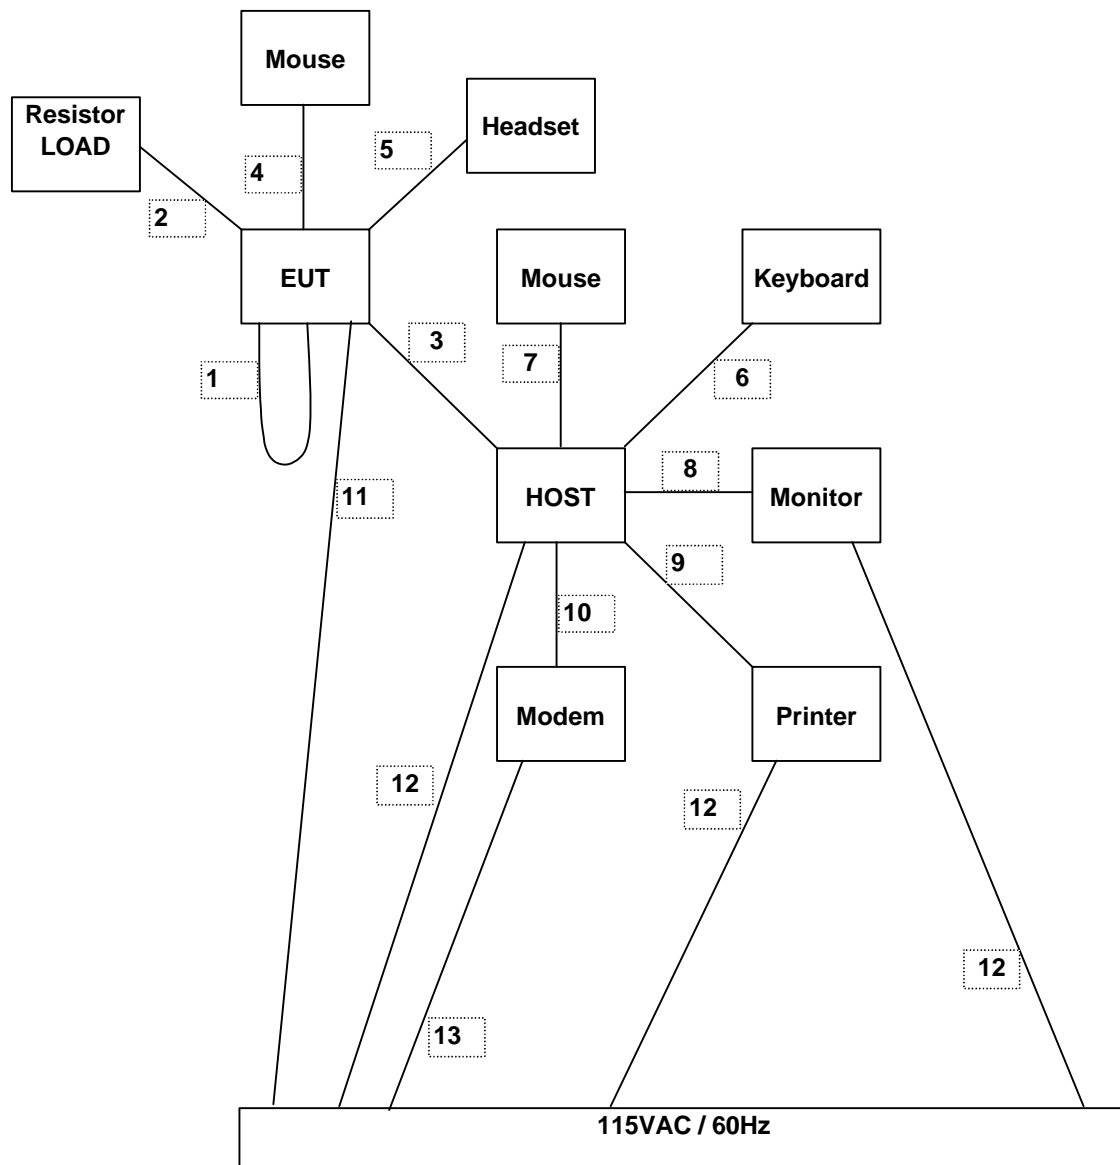 Mouse
Resistor
LOAD
Headset
5
4
2
EUT
Mouse
Keyboard
3
7
1
6
8
11
HOST
Monitor
9
10
Modem
Printer
12
12
12
13
115VAC / 60Hz